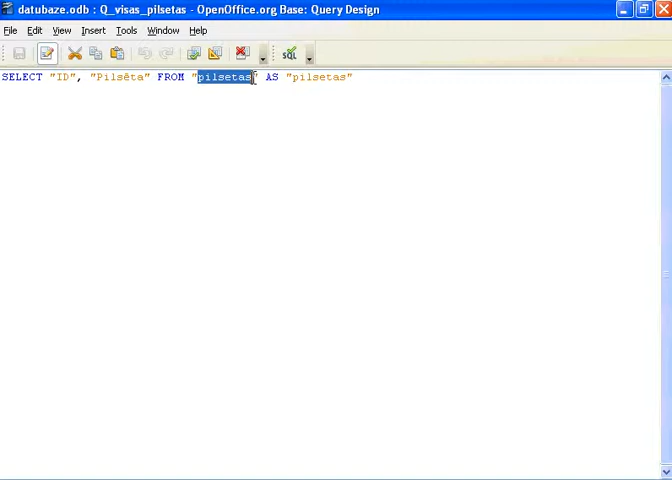 datubaze.odb : Q_visas_pilsetas - OpenOffice.org Base: Query Design
File Edit View Insert Tools Window Help
SQL
SELECT "ID", "Pilsēta" FROM "pilsetas" AS "pilsetas"